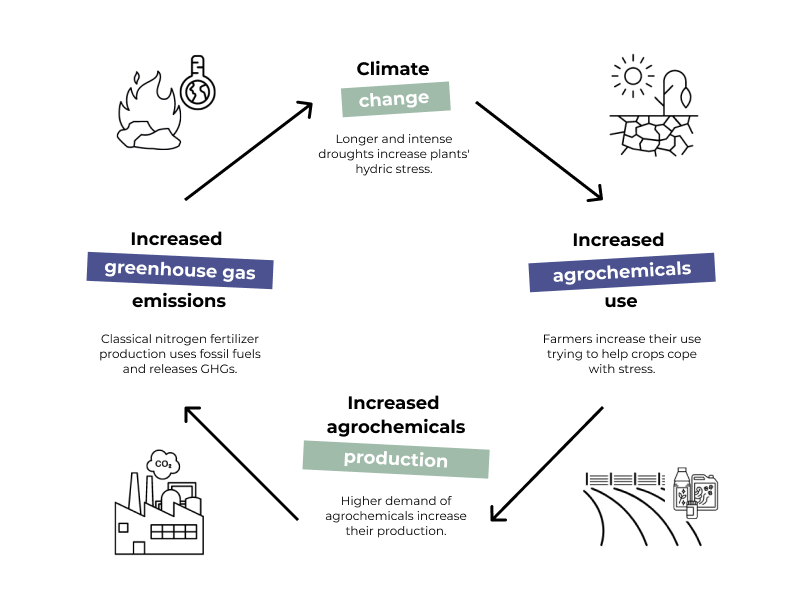 Climate
change
Longer and intense
droughts increase plants'
hydric stress.
Increased
agrochemicals
use
Farmers increase their use
trying to help crops cope
with stress.
Increased
agrochemicals
production
Higher demand of
agrochemicals increase
their production.
Increased
greenhouse gas
emissions
Classical nitrogen fertilizer
production uses fossil fuels
and releases GHGs.
CO₂